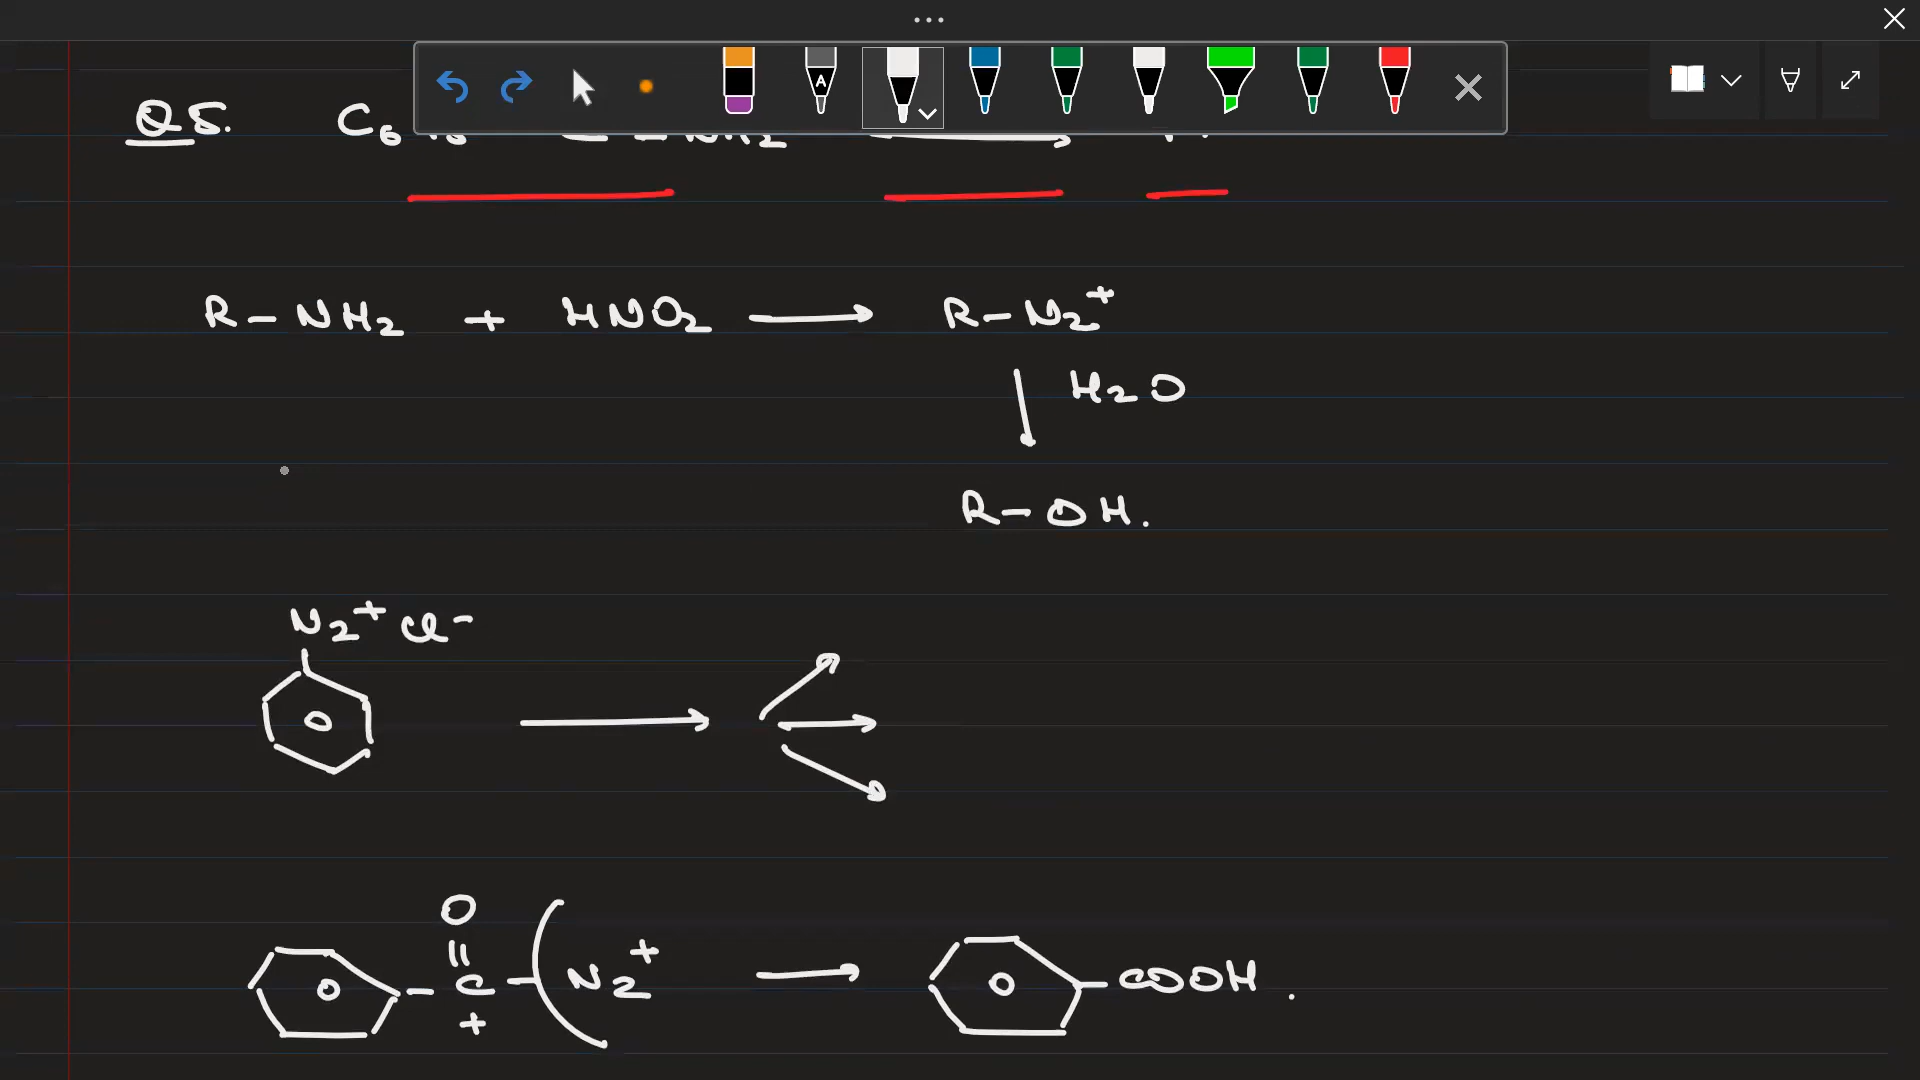 Q5. C6
R-NH2 + HNO2 → R-N2+
H2O
R-OH.
N2+ Cl-
O
C - N2+ → COOH.
+